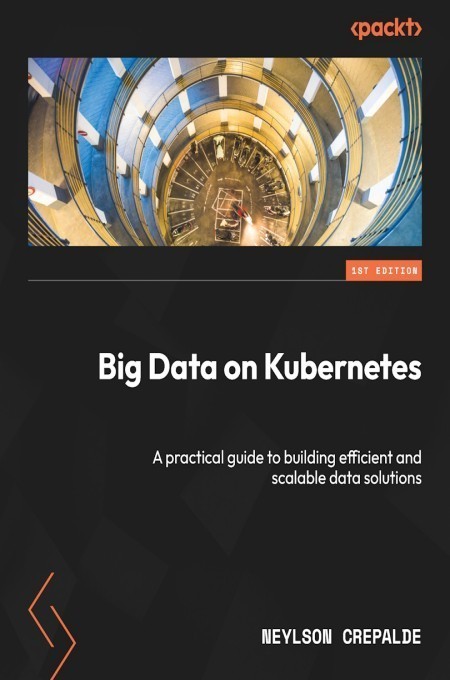 <packt>
1ST EDITION
Big Data on Kubernetes
A practical guide to building efficient and
scalable data solutions
NEYLSON CREPALDE